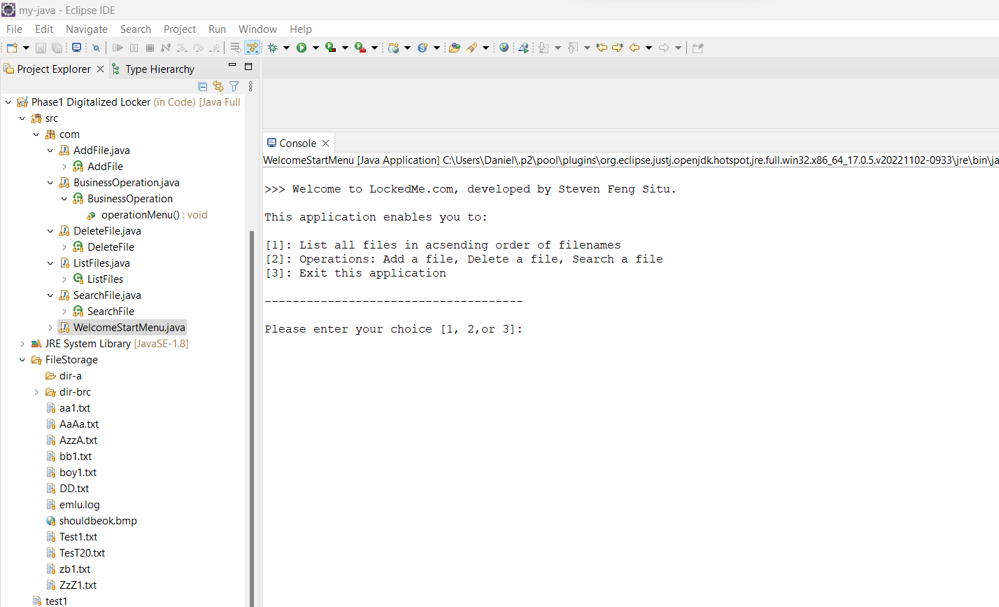 my-java - Eclipse IDE
File Edit Navigate Search Project Run Window Help
Project Explorer Type Hierarchy
Phase1 Digitalized Locker (in Code) [Java Full
src
com
AddFile.java
AddFile
BusinessOperation.java
BusinessOperation
operationMenu() : void
DeleteFile.java
DeleteFile
ListFiles.java
ListFiles
SearchFile.java
SearchFile
WelcomeStartMenu.java
JRE System Library [JavaSE-1.8]
FileStorage
dir-a
dir-brc
aa1.txt
AaAa.txt
AzzA.txt
bb1.txt
boy1.txt
DD.txt
emlu.log
shouldbeok.bmp
Test1.txt
TesT20.txt
zb1.txt
ZzZ1.txt
test1
Console
WelcomeStartMenu [Java Application] C:\Users\Daniel\.p2\pool\plugins\org.eclipse.justj.openjdk.hotspot.jre.full.win32.x86_64_17.0.5.v20221102-0933\jre\bin\ja
>>> Welcome to LockedMe.com, developed by Steven Feng Situ.
This application enables you to:
[1]: List all files in acsending order of filenames
[2]: Operations: Add a file, Delete a file, Search a file
[3]: Exit this application
-------------------------------------
Please enter your choice [1, 2,or 3]: